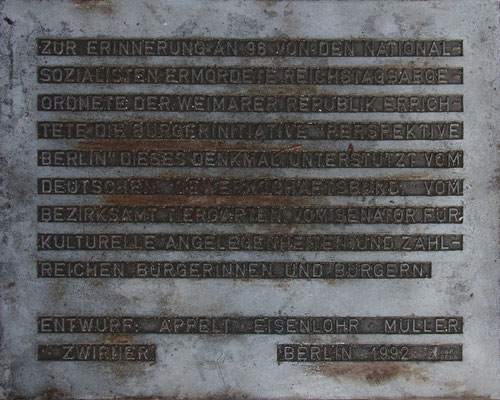 ZUR ERINNERUNG AN 96 VON DEN NATIONAL-
SOZIALISTEN ERMORDETE REICHSTAGSABGE-
ORDNETE DER WEIMARER REPUBLIK ERRICH-
TETE DIE BÜRGERINITIATIVE "PERSPEKTIVE
BERLIN" DIESES DENKMAL, UNTERSTÜTZT VOM
DEUTSCHEN GEWERKSCHAFTSBUND, VOM
BEZIRKSAMT TIERGARTEN, VOM SENATOR FÜR
KULTURELLE ANGELEGENHEITEN UND ZAHL-
REICHEN BÜRGERINNEN UND BÜRGERN.
ENTWURF: APPELT EISENLOHR MÜLLER
ZWIRNER BERLIN 1992